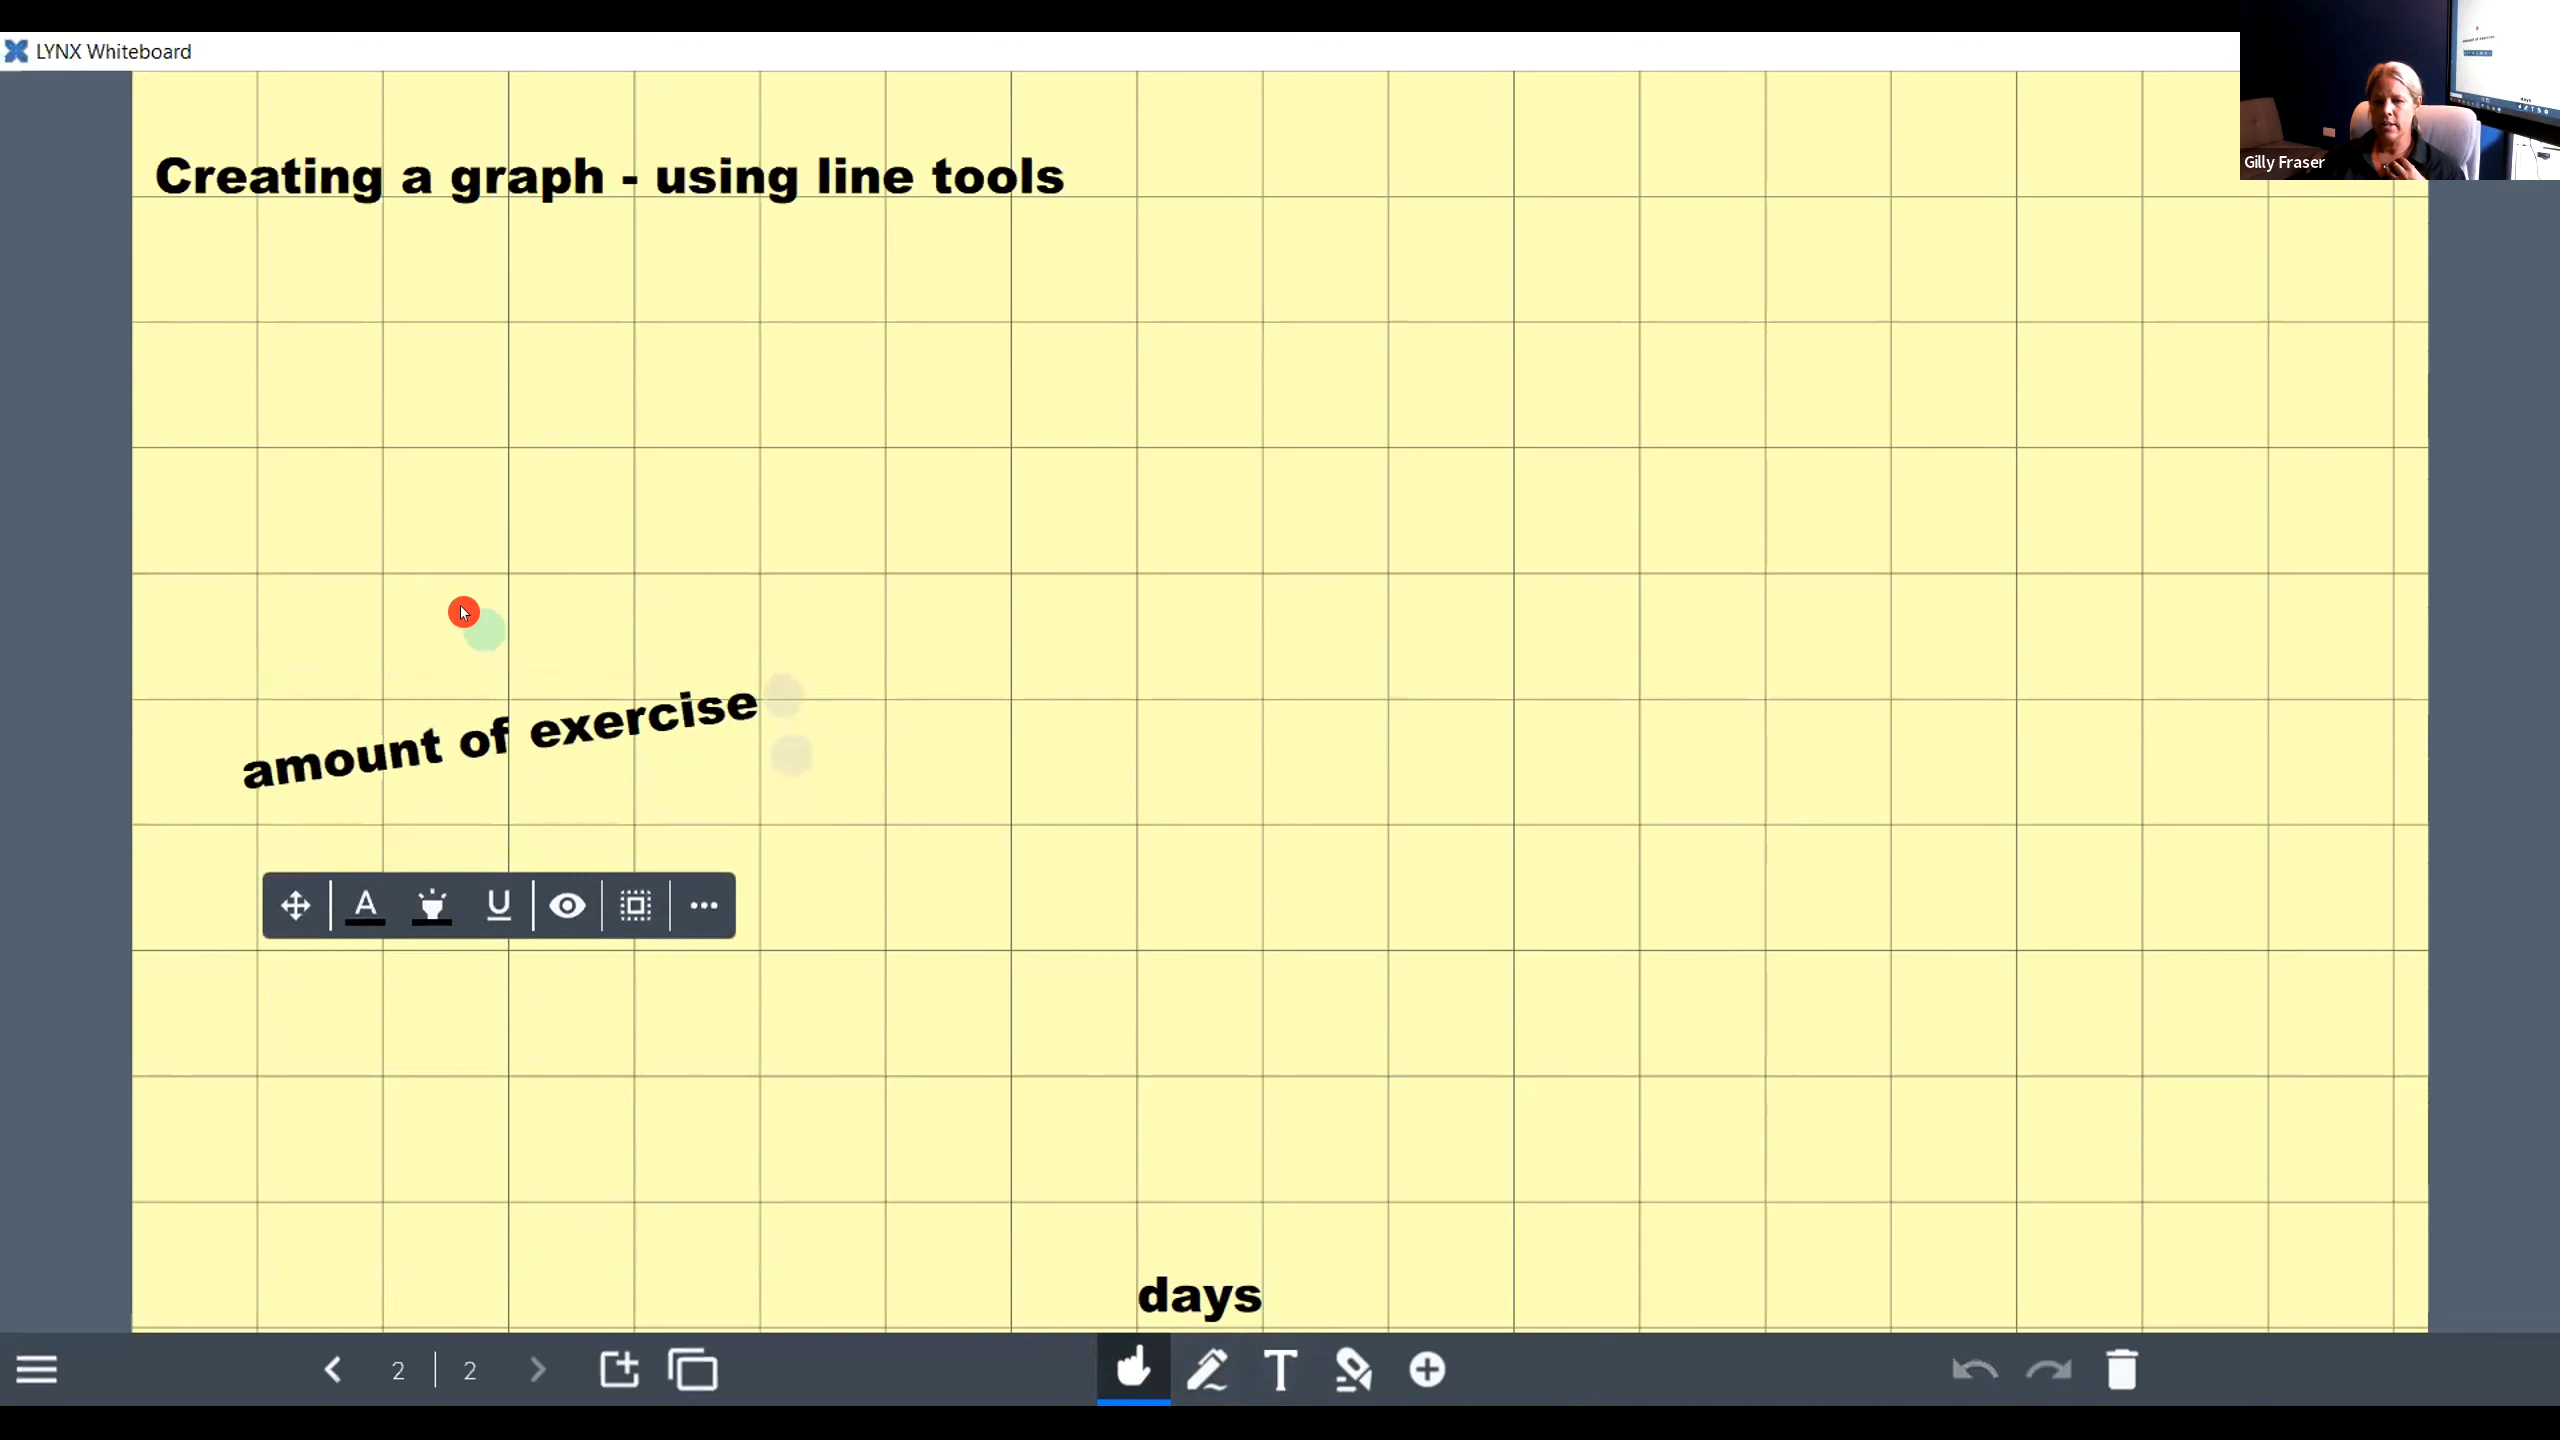 LYNX Whiteboard
Gilly Fraser
Creating a graph - using line tools
amount of exercise
A U
days
2 | 2
T